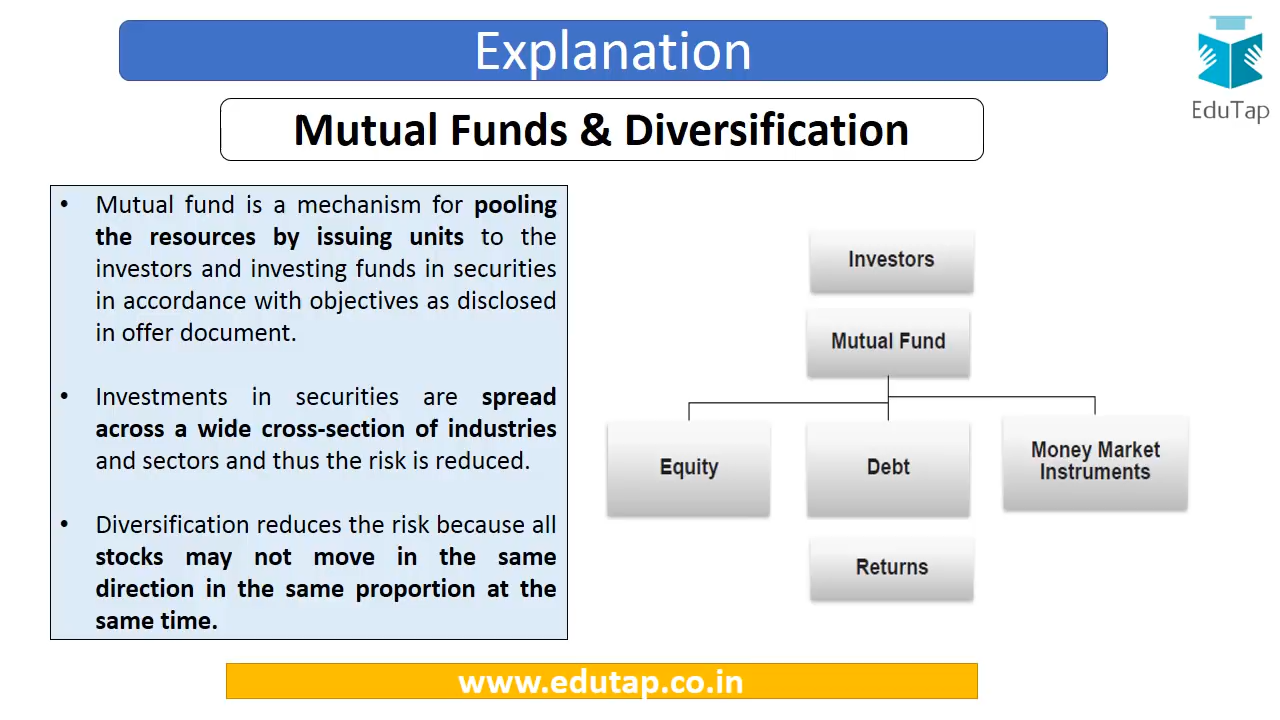 Explanation
EduTap
Mutual Funds & Diversification
• Mutual fund is a mechanism for pooling
the resources by issuing units to the
investors and investing funds in securities
in accordance with objectives as disclosed
in offer document.
• Investments in securities are spread
across a wide cross-section of industries
and sectors and thus the risk is reduced.
• Diversification reduces the risk because all
stocks may not move in the same
direction in the same proportion at the
same time.
Investors
Mutual Fund
Equity
Debt
Money Market
Instruments
Returns
www.edutap.co.in